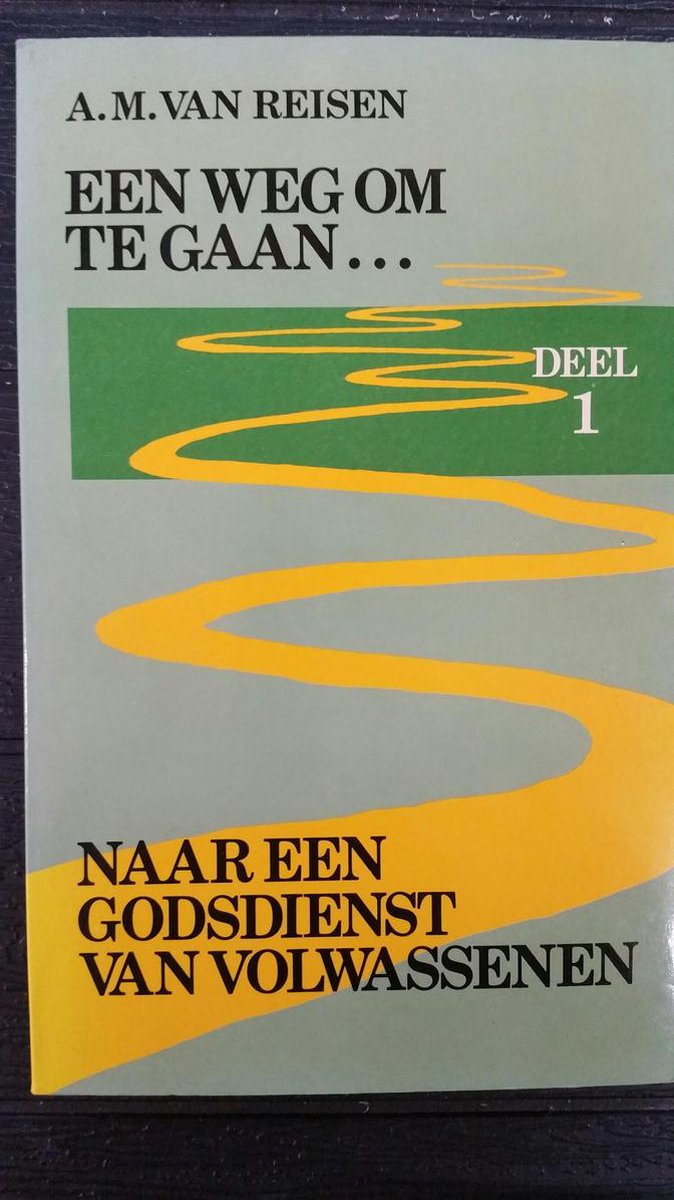 A.M. VAN REISEN
EEN WEG OM
TE GAAN...
DEEL
1
NAAR EEN
GODSDIENST
VAN VOLWASSENEN